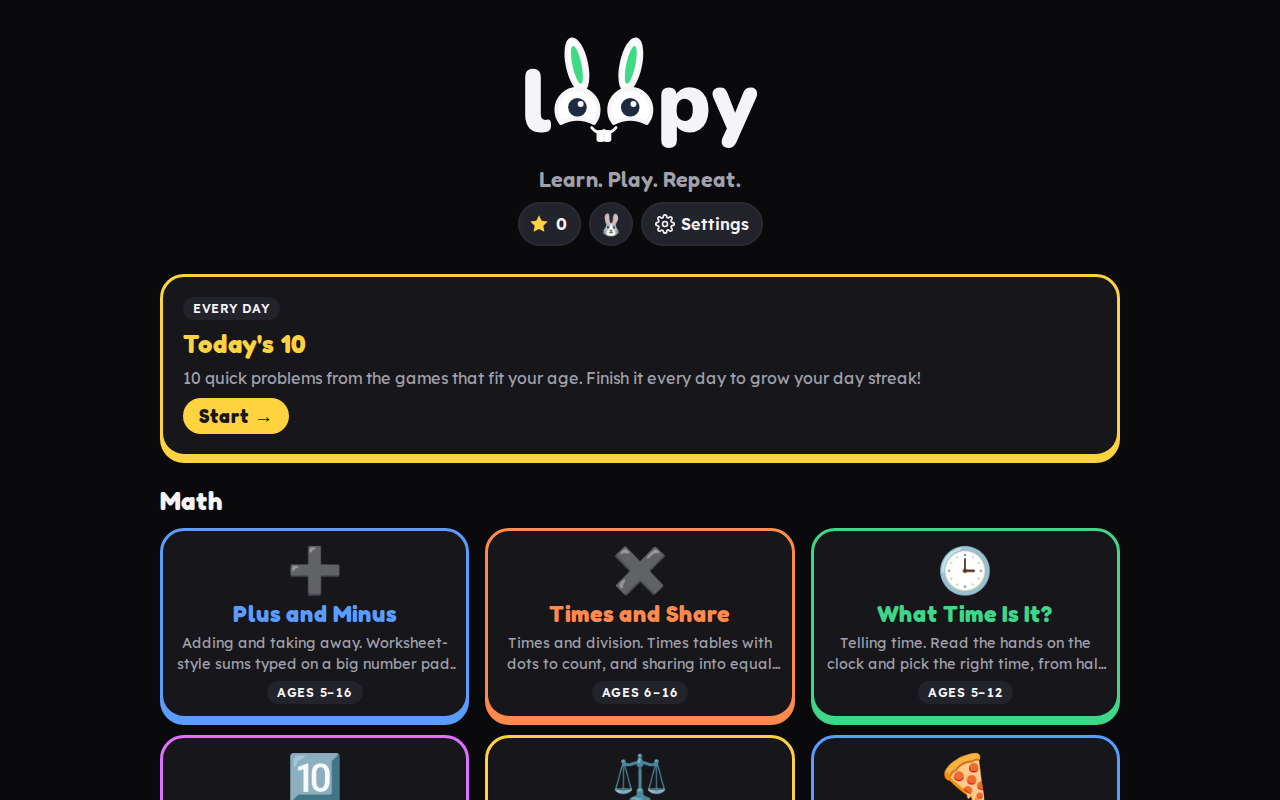 loopy
Learn. Play. Repeat.
0
Settings
EVERY DAY
Today's 10
10 quick problems from the games that fit your age. Finish it every day to grow your day streak!
Start →
Math
Plus and Minus
Adding and taking away. Worksheet-
style sums typed on a big number pad..
AGES 5–16
Times and Share
Times and division. Times tables with
dots to count, and sharing into equal…
AGES 6–16
What Time Is It?
Telling time. Read the hands on the
clock and pick the right time, from hal…
AGES 5–12
10